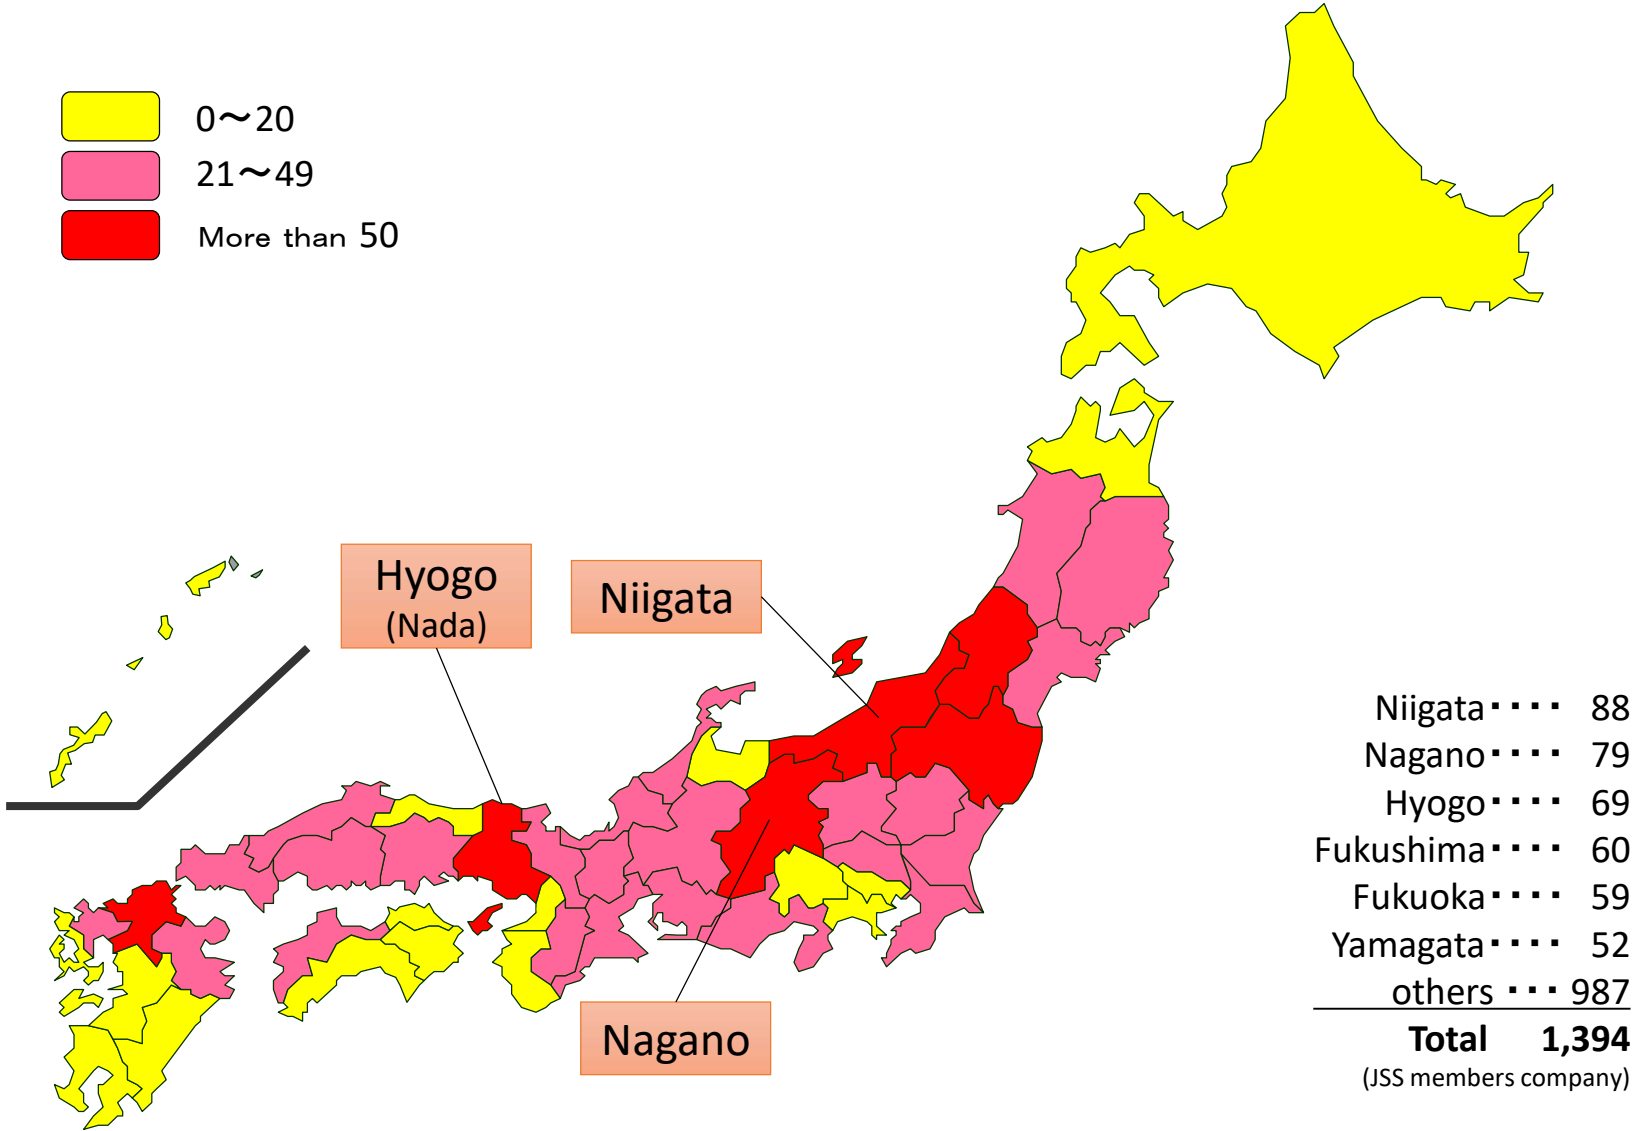 0～20
21～49
More than 50
Hyogo
(Nada)
Niigata
Nagano
Niigata････ 88
Nagano････ 79
Hyogo････ 69
Fukushima････ 60
Fukuoka････ 59
Yamagata････ 52
others ･･･ 987
Total 1,394
(JSS members company)